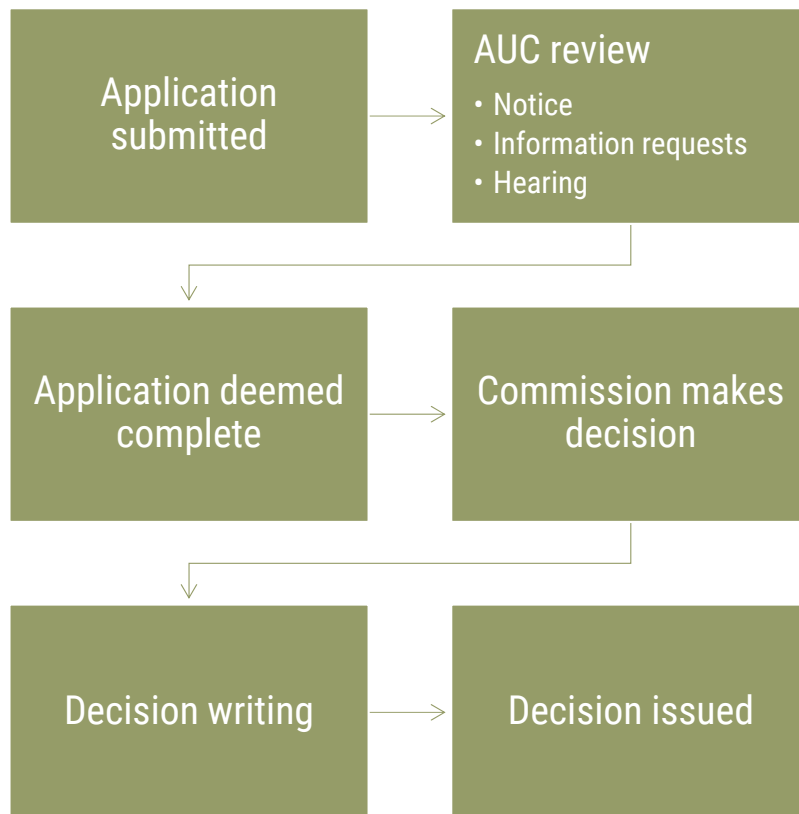 Application
submitted
AUC review
• Notice
• Information requests
• Hearing
Application deemed
complete
Commission makes
decision
Decision writing
Decision issued